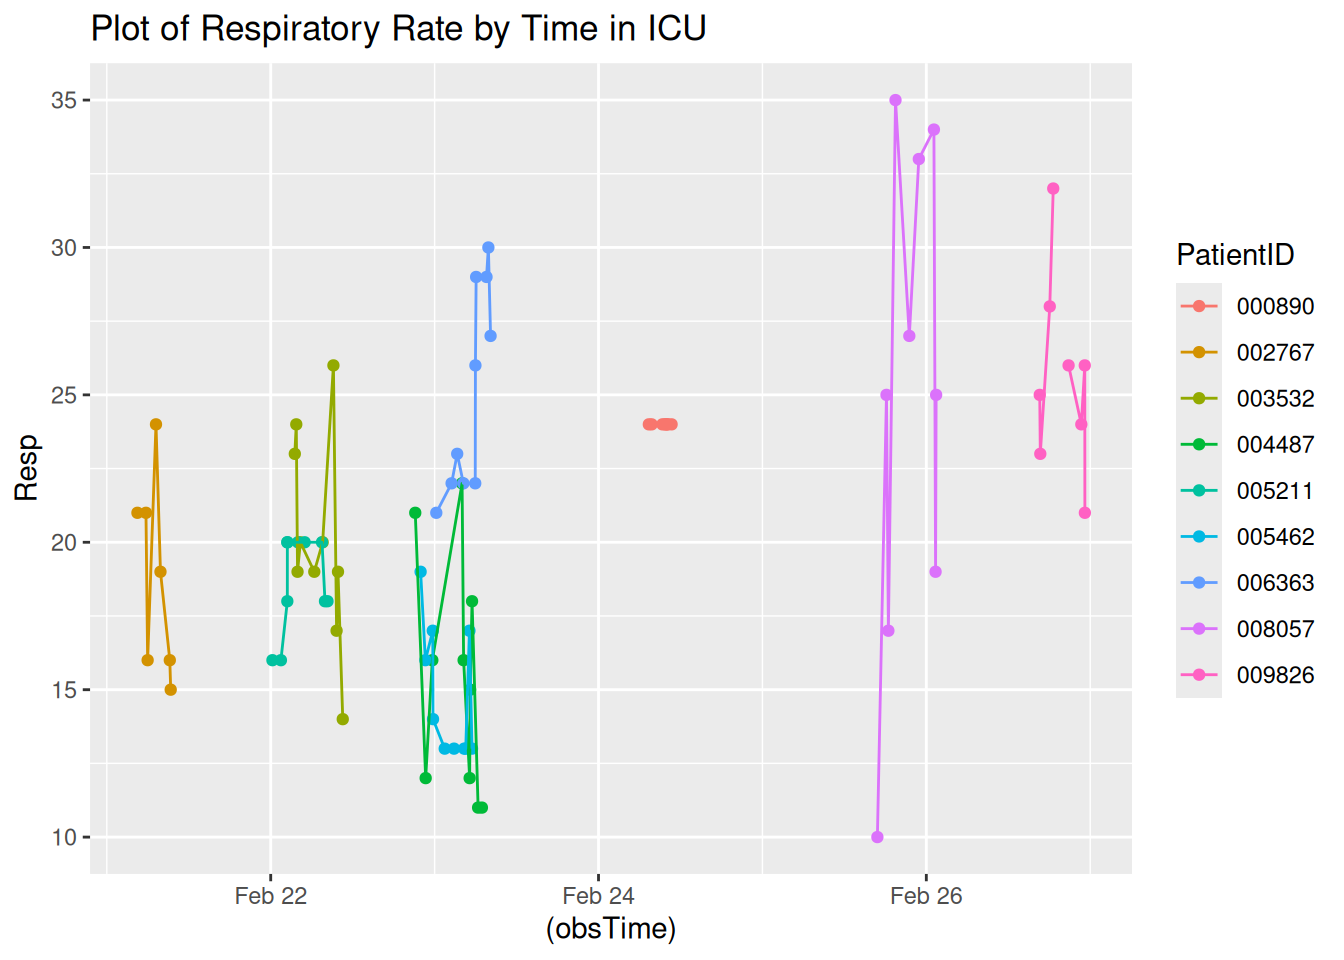 Plot of Respiratory Rate by Time in ICU
35
30
25
20
15
10
Resp
Feb 22
Feb 24
Feb 26
(obsTime)
PatientID
000890
002767
003532
004487
005211
005462
006363
008057
009826